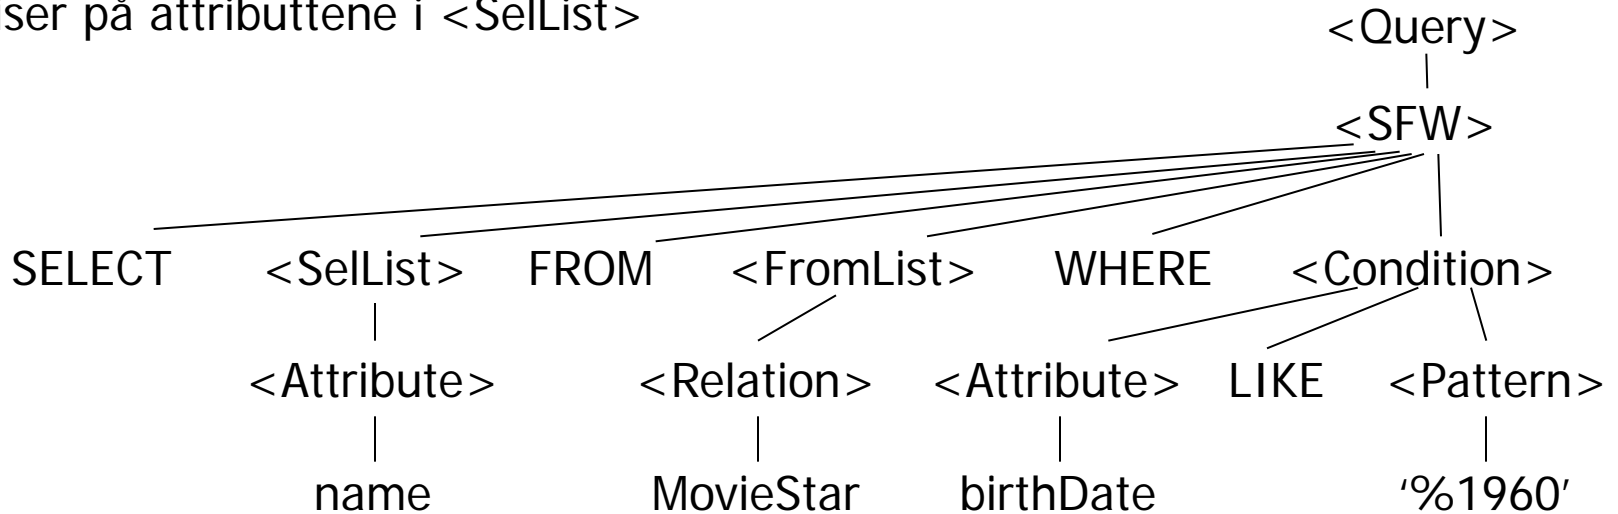 iser på attributtene i <SelList>
<Query>
<SFW>
SELECT <SelList> FROM <FromList> WHERE <Condition>
<Attribute> <Relation> <Attribute> LIKE <Pattern>
name MovieStar birthDate ‘%1960’